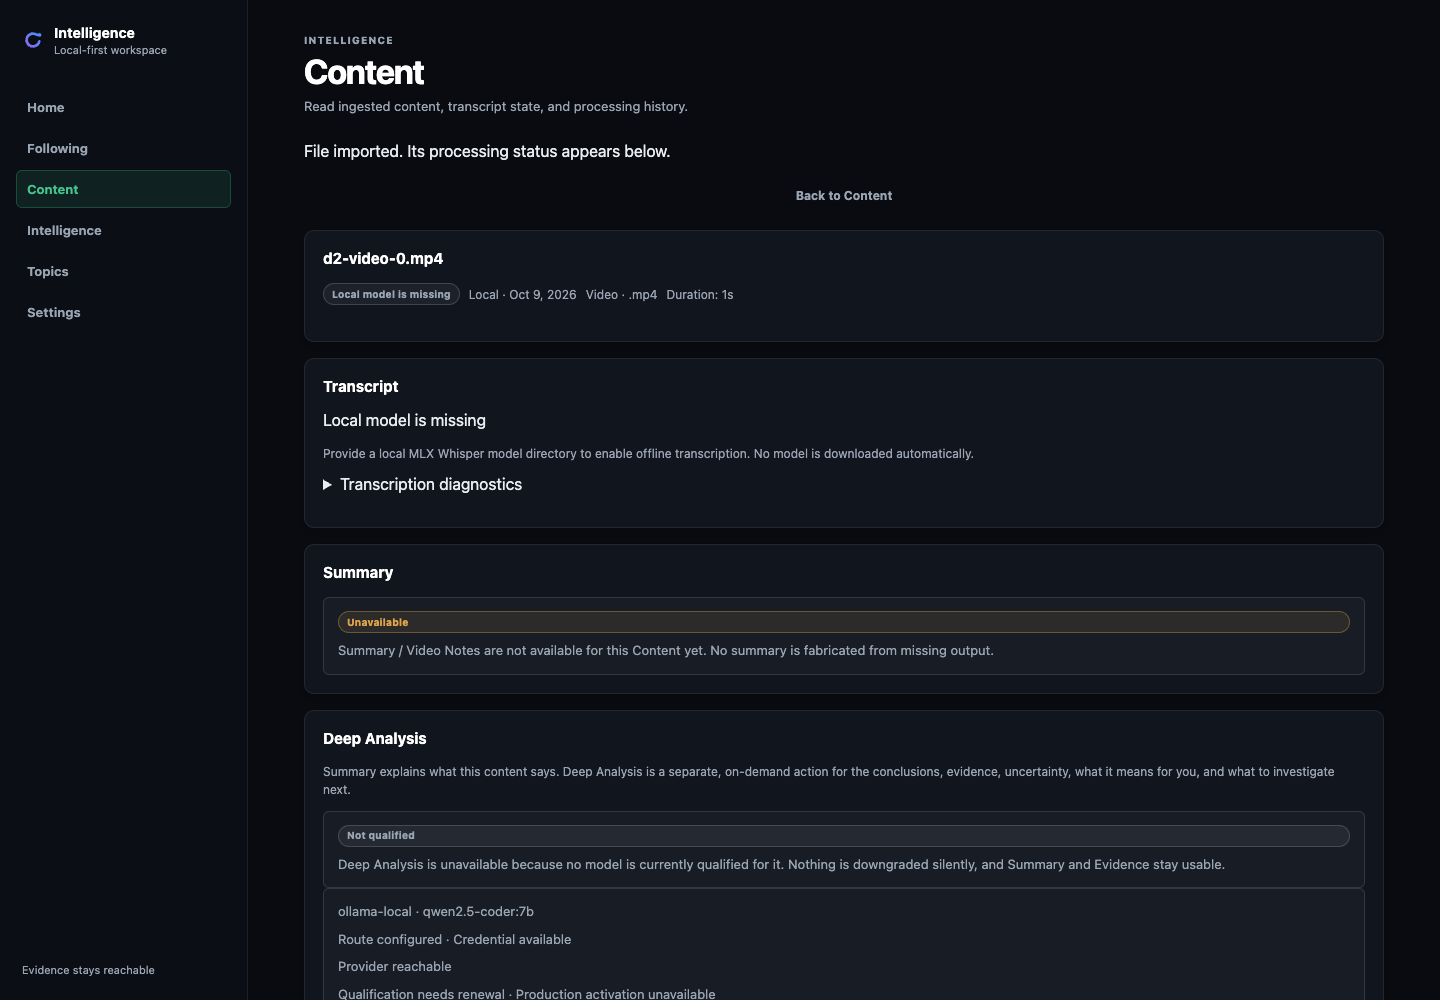 Intelligence
Local-first workspace
Home
Following
Content
Intelligence
Topics
Settings
Evidence stays reachable
INTELLIGENCE
Content
Read ingested content, transcript state, and processing history.
File imported. Its processing status appears below.
Back to Content
d2-video-0.mp4
Local model is missing Local · Oct 9, 2026 Video · .mp4 Duration: 1s
Transcript
Local model is missing
Provide a local MLX Whisper model directory to enable offline transcription. No model is downloaded automatically.
Transcription diagnostics
Summary
Unavailable
Summary / Video Notes are not available for this Content yet. No summary is fabricated from missing output.
Deep Analysis
Summary explains what this content says. Deep Analysis is a separate, on-demand action for the conclusions, evidence, uncertainty, what it means for you, and what to investigate
next.
Not qualified
Deep Analysis is unavailable because no model is currently qualified for it. Nothing is downgraded silently, and Summary and Evidence stay usable.
ollama-local · qwen2.5-coder:7b
Route configured · Credential available
Provider reachable
Qualification needs renewal · Production activation unavailable